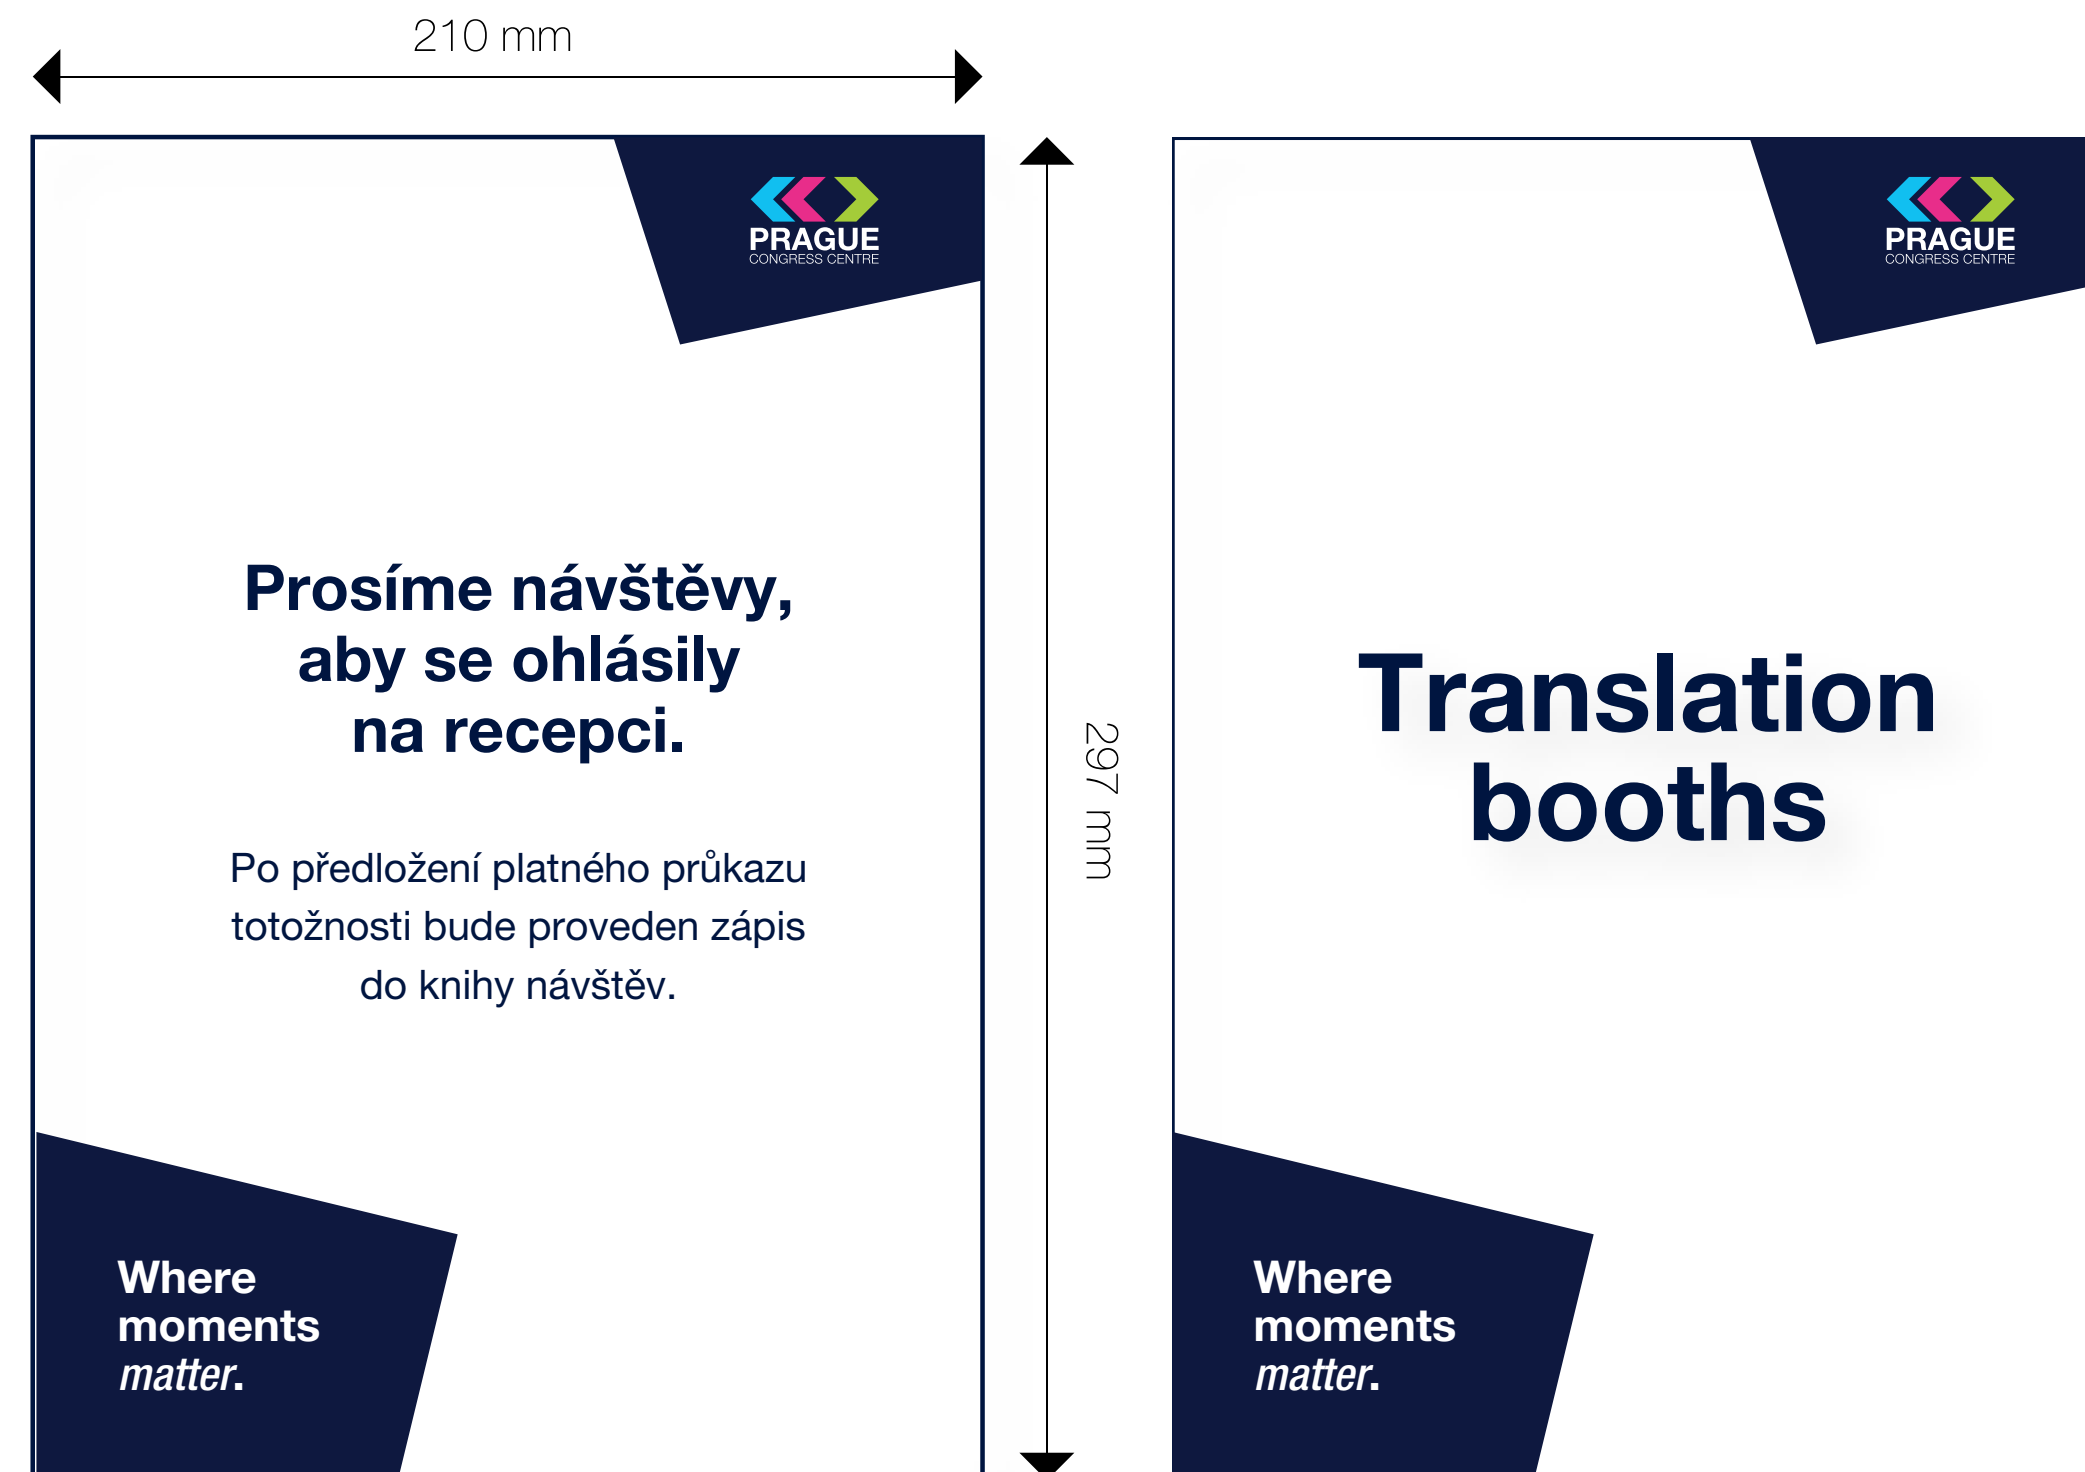 210 mm
PRAGUE
CONGRESS CENTRE
Prosíme návštěvy,
aby se ohlásily
na recepci.
Po předložení platného průkazu
totožnosti bude proveden zápis
do knihy návštěv.
Where
moments
matter.
297 mm
PRAGUE
CONGRESS CENTRE
Translation
booths
Where
moments
matter.